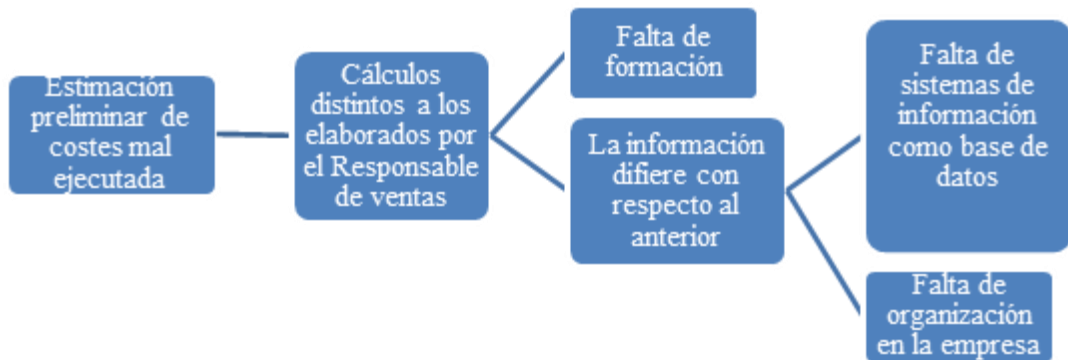 Estimación
preliminar de
costes mal
ejecutada
Cálculos
distintos a los
elaborados por
el Responsable
de ventas
Falta de
formación
La información
difiere con
respecto al
anterior
Falta de
sistemas de
información
como base de
datos
Falta de
organización
en la empresa